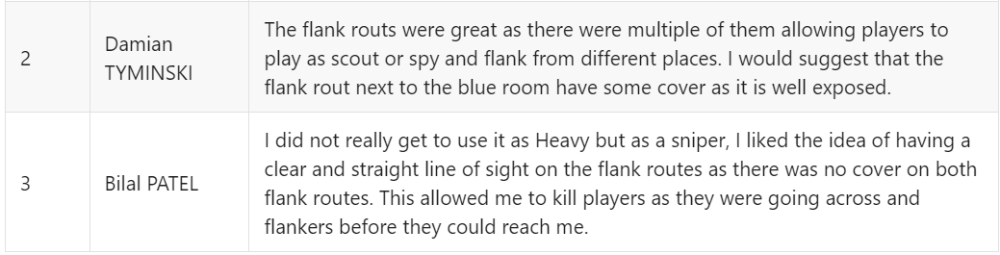 2
Damian
TYMINSKI
The flank routs were great as there were multiple of them allowing players to
play as scout or spy and flank from different places. I would suggest that the
flank rout next to the blue room have some cover as it is well exposed.
3
Bilal PATEL
I did not really get to use it as Heavy but as a sniper, I liked the idea of having a
clear and straight line of sight on the flank routes as there was no cover on both
flank routes. This allowed me to kill players as they were going across and
flankers before they could reach me.